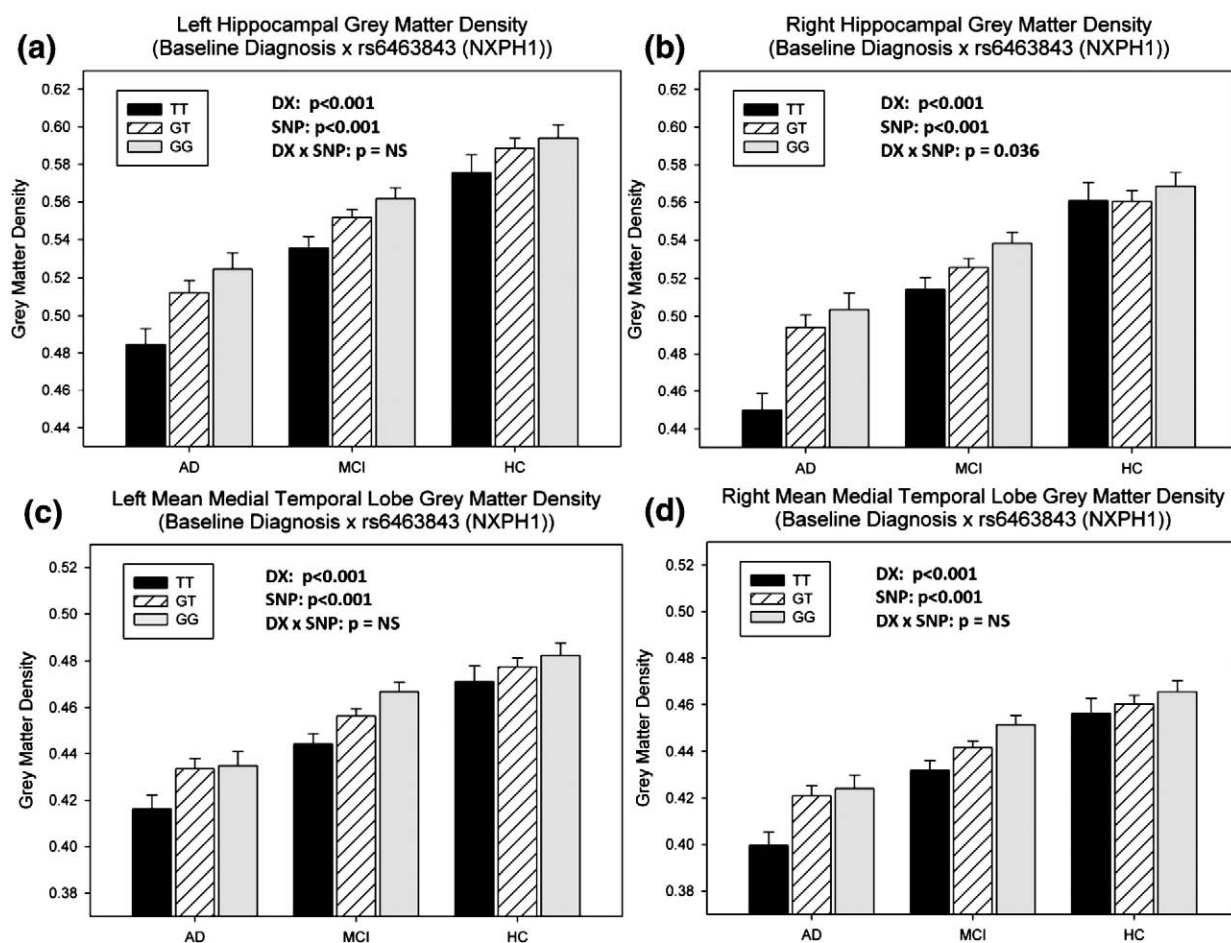 (a)
Left Hippocampal Grey Matter Density
(Baseline Diagnosis x rs6463843 (NXPH1))
TT
GT
GG
DX: p<0.001
SNP: p<0.001
DX x SNP: p = NS
Grey Matter Density
0.62
0.60
0.58
0.56
0.54
0.52
0.50
0.48
0.46
0.44
AD
MCI
HC
(b)
Right Hippocampal Grey Matter Density
(Baseline Diagnosis x rs6463843 (NXPH1))
TT
GT
GG
DX: p<0.001
SNP: p<0.001
DX x SNP: p = 0.036
Grey Matter Density
0.62
0.60
0.58
0.56
0.54
0.52
0.50
0.48
0.46
0.44
AD
MCI
HC
(c)
Left Mean Medial Temporal Lobe Grey Matter Density
(Baseline Diagnosis x rs6463843 (NXPH1))
TT
GT
GG
DX: p<0.001
SNP: p<0.001
DX x SNP: p = NS
Grey Matter Density
0.52
0.50
0.48
0.46
0.44
0.42
0.40
0.38
AD
MCI
HC
(d)
Right Mean Medial Temporal Lobe Grey Matter Density
(Baseline Diagnosis x rs6463843 (NXPH1))
TT
GT
GG
DX: p<0.001
SNP: p<0.001
DX x SNP: p = NS
Grey Matter Density
0.52
0.50
0.48
0.46
0.44
0.42
0.40
0.38
AD
MCI
HC